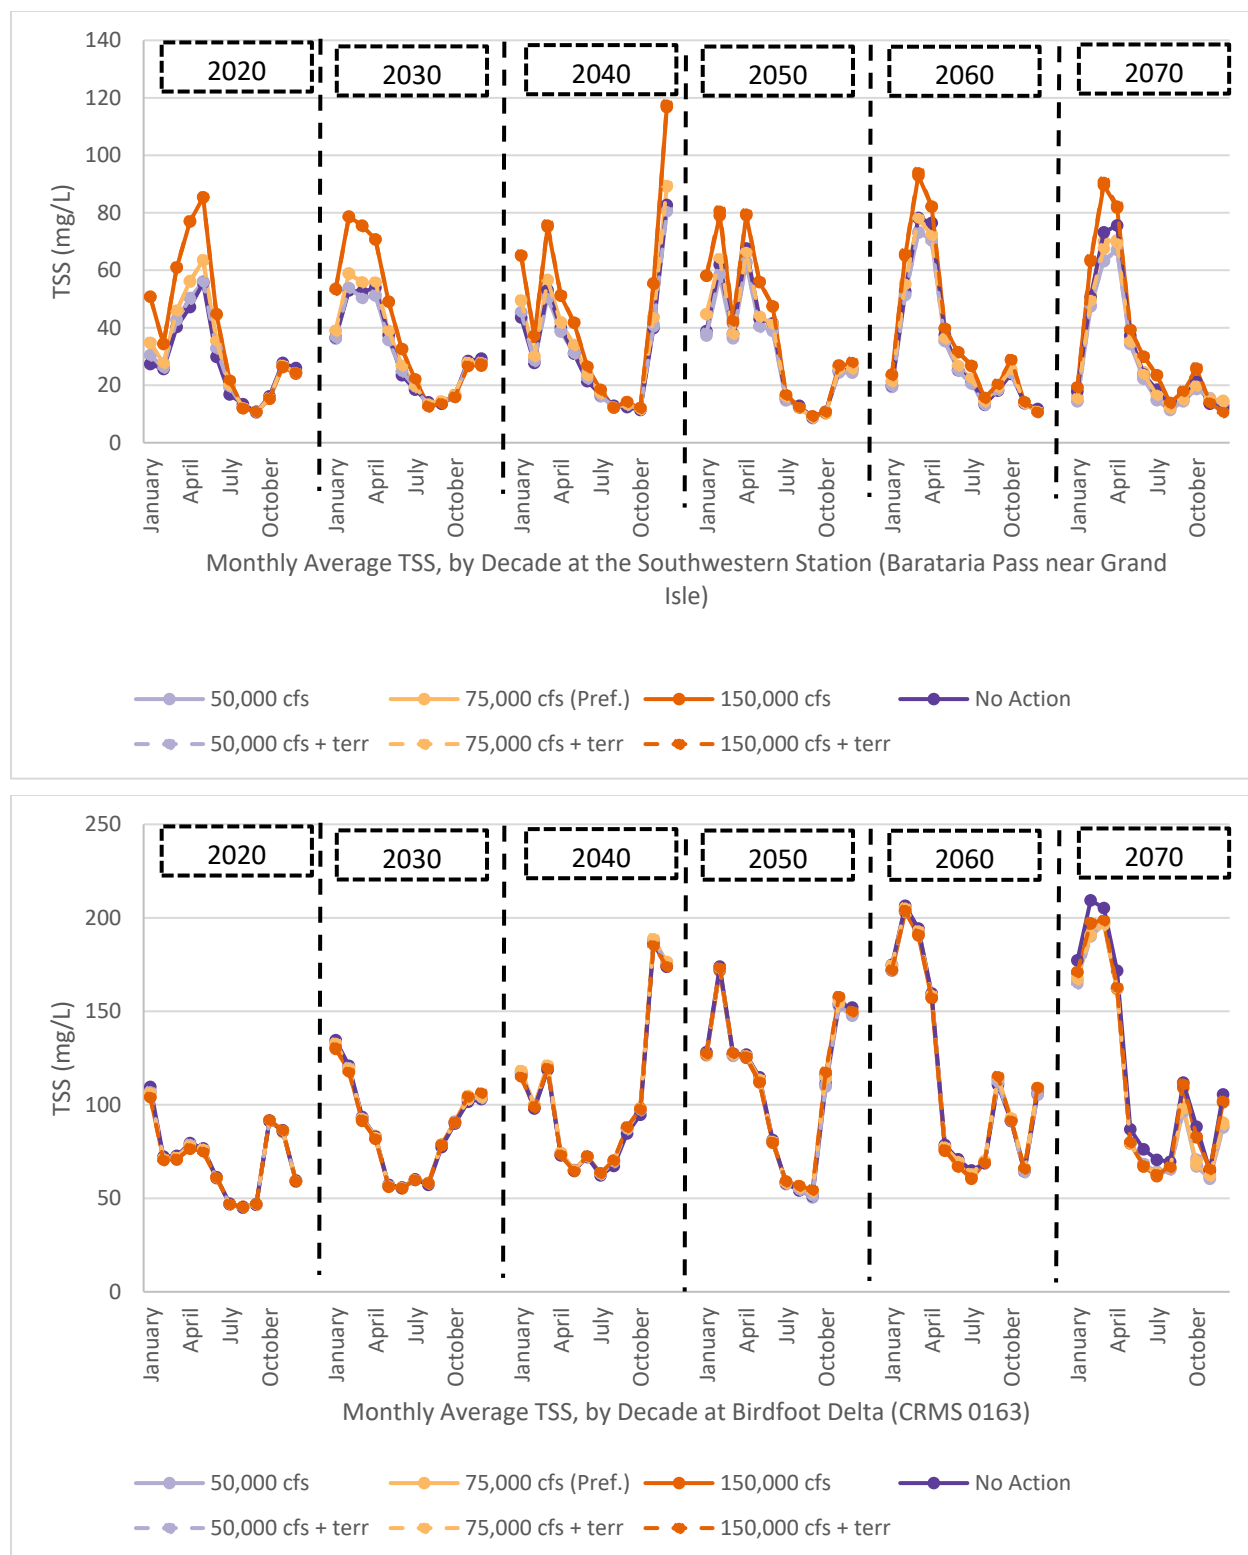 140
120
100
80
60
40
20
0
TSS (mg/L)
2020
2030
2040
2050
2060
2070
January April July October January April July October January April July October January April July October January April July October January April July October
Monthly Average TSS, by Decade at the Southwestern Station (Barataria Pass near Grand
Isle)
50,000 cfs 75,000 cfs (Pref.) 150,000 cfs No Action
50,000 cfs + terr 75,000 cfs + terr 150,000 cfs + terr
250
200
150
100
50
0
TSS (mg/L)
2020
2030
2040
2050
2060
2070
January April July October January April July October January April July October January April July October January April July October January April July October
Monthly Average TSS, by Decade at Birdfoot Delta (CRMS 0163)
50,000 cfs 75,000 cfs (Pref.) 150,000 cfs No Action
50,000 cfs + terr 75,000 cfs + terr 150,000 cfs + terr